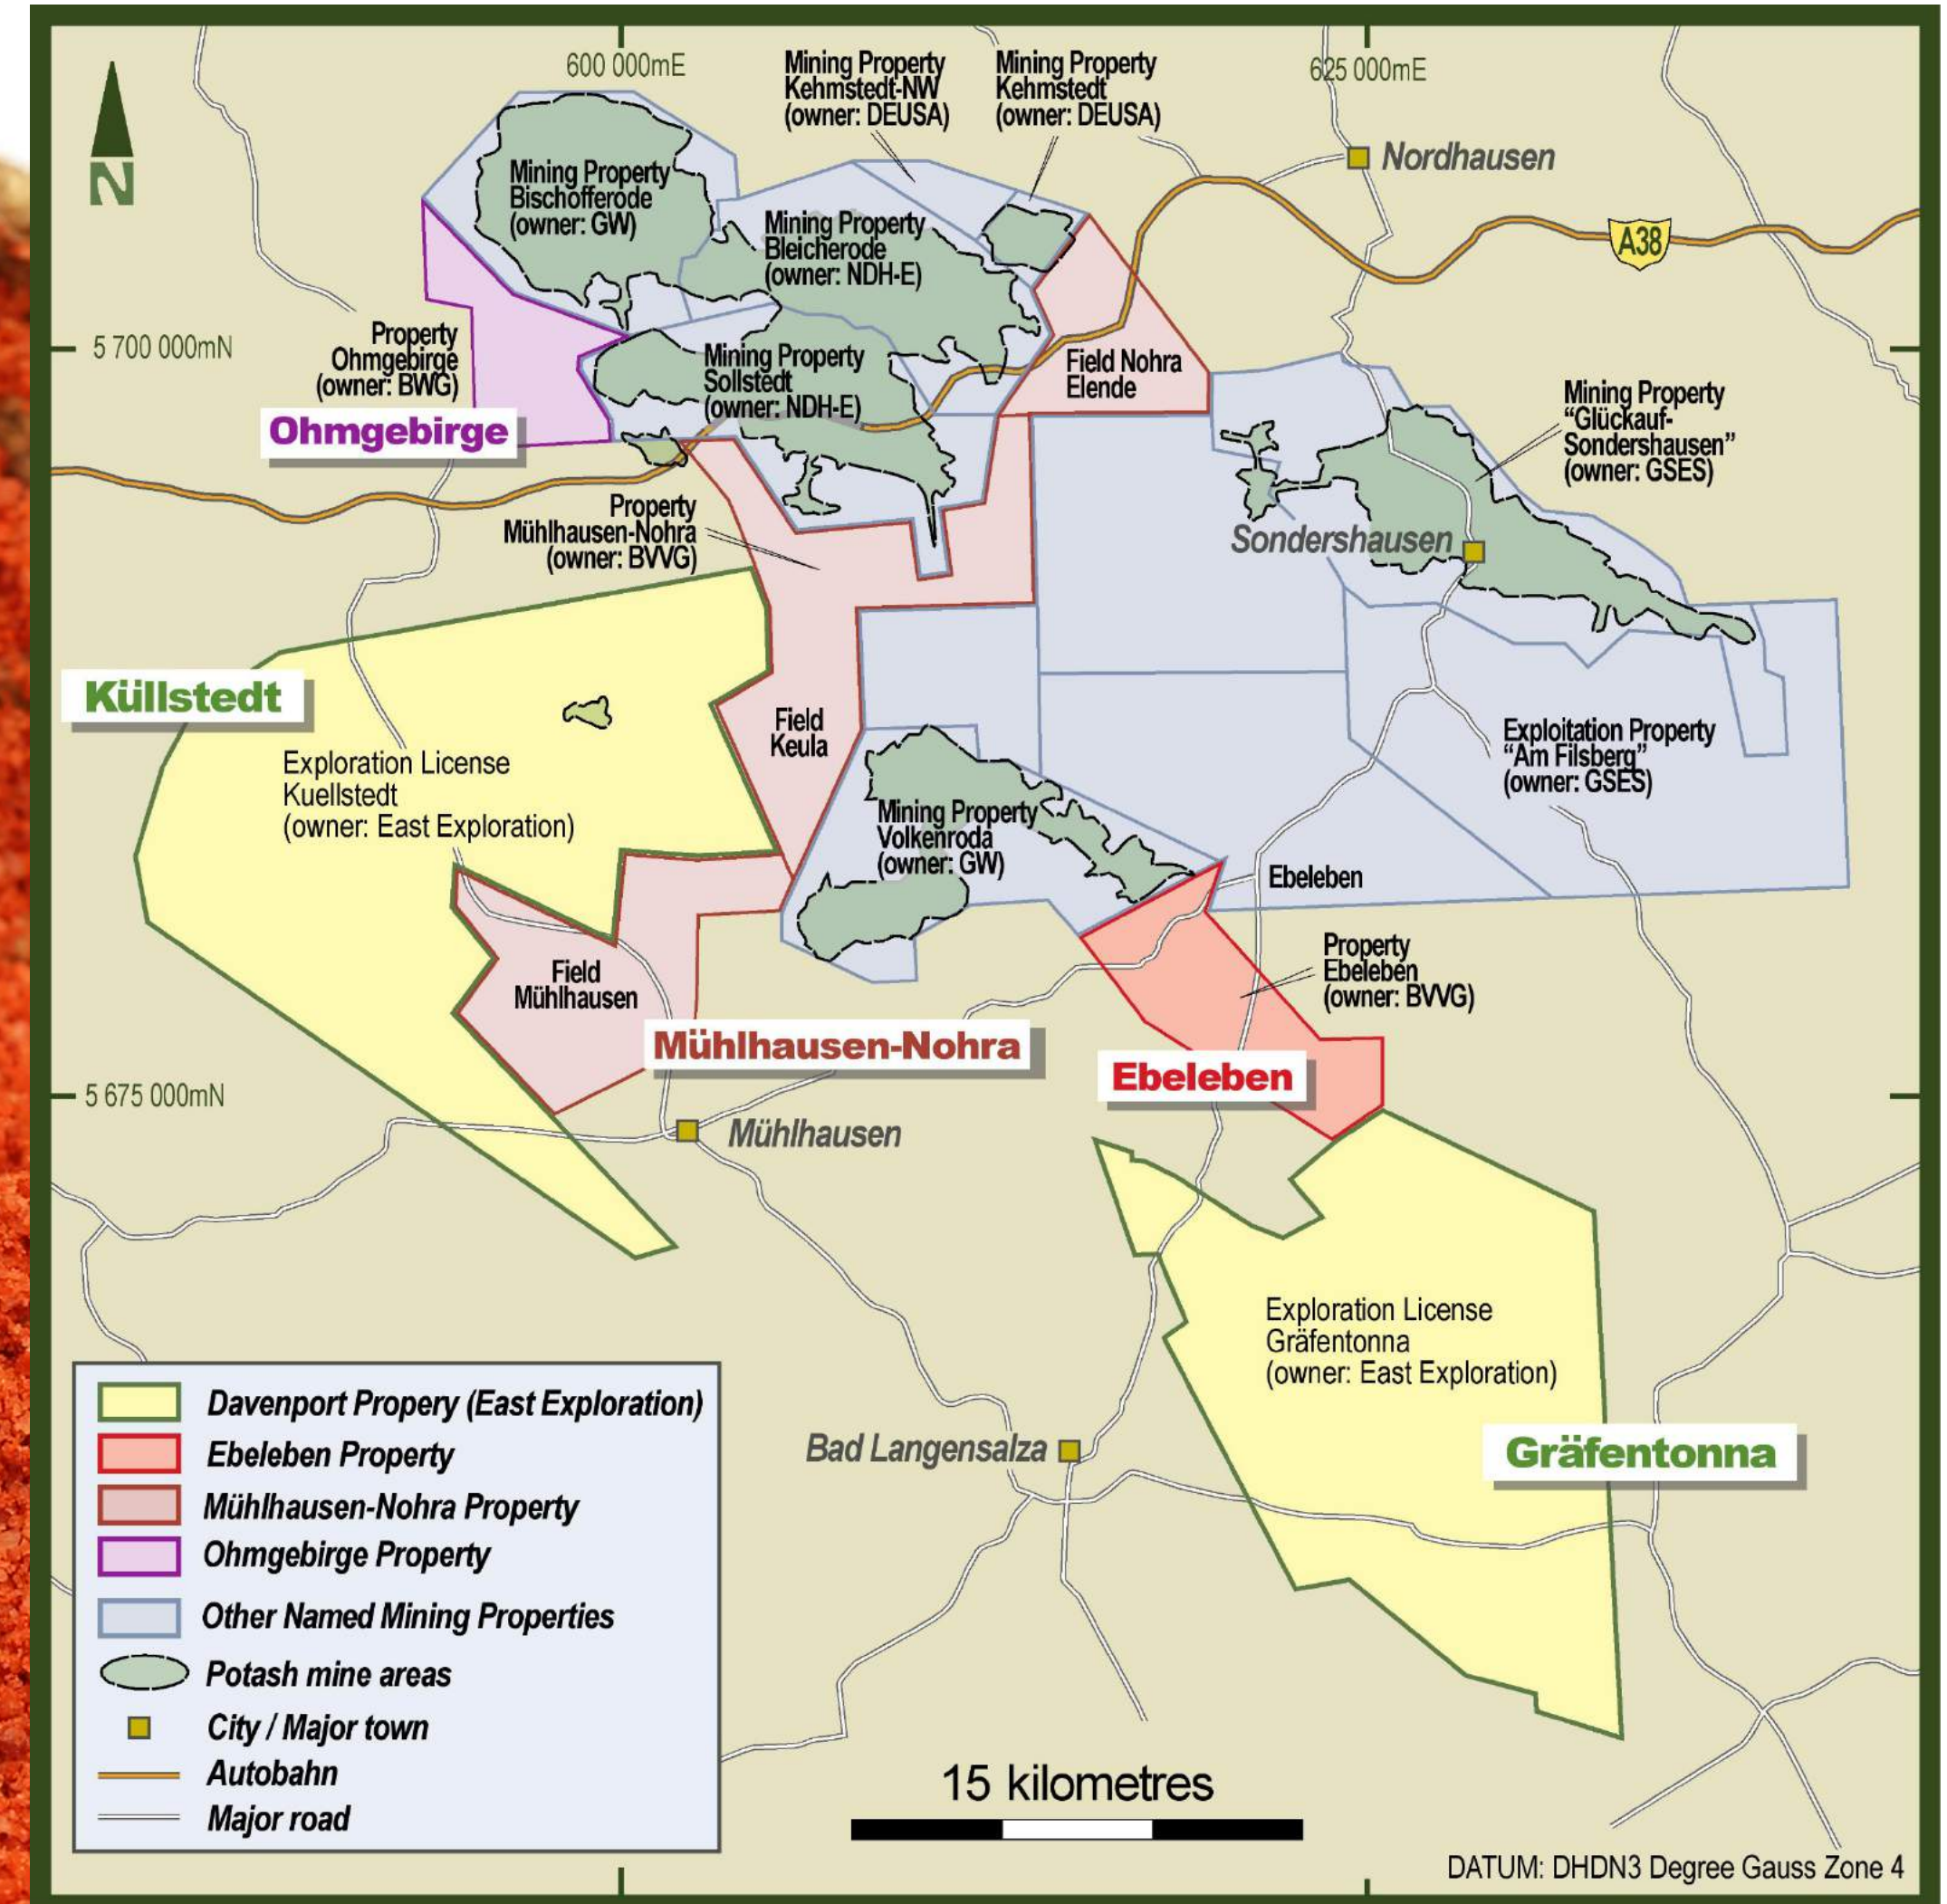 600 000mE
625 000mE
Mining Property
Kehmstedt-NW
(owner: DEUSA)
Mining Property
Kehmstedt
(owner: DEUSA)
N
Nordhausen
Mining Property
Bischofferode
(owner: GW)
Mining Property
Bleicherode
(owner: NDH-E)
A38
5 700 000mN
Property
Ohmgebirge
(owner: BWG)
Ohmgebirge
Mining Property
Sollstedt
(owner: NDH-E)
Field Nohra
Elende
Mining Property
“Glückauf-
Sondershausen”
(owner: GSES)
Property
Mühlhausen-Nohra
(owner: BVVG)
Sondershausen
Küllstedt
Exploration License
Kuellstedt
(owner: East Exploration)
Field
Keula
Exploitation Property
“Am Filsberg”
(owner: GSES)
Mining Property
Volkenroda
(owner: GW)
Ebeleben
Field
Mühlhausen
Property
Ebeleben
(owner: BVVG)
Mühlhausen-Nohra
Ebeleben
5 675 000mN
Mühlhausen
Exploration License
Gräfentonna
(owner: East Exploration)
Gräfentonna
Bad Langensalza
Davenport Propery (East Exploration)
Ebeleben Property
Mühlhausen-Nohra Property
Ohmgebirge Property
Other Named Mining Properties
Potash mine areas
City / Major town
Autobahn
Major road
15 kilometres
DATUM: DHDN3 Degree Gauss Zone 4